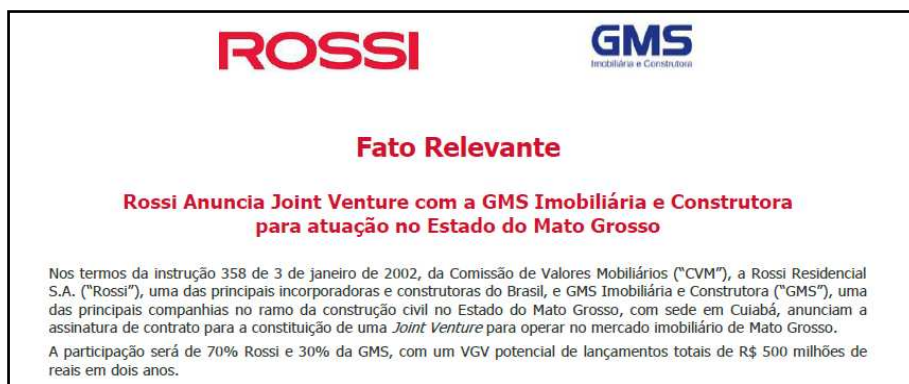 ROSSI
GMS
Imobiliária e Construtora
Fato Relevante
Rossi Anuncia Joint Venture com a GMS Imobiliária e Construtora
para atuação no Estado do Mato Grosso
Nos termos da instrução 358 de 3 de janeiro de 2002, da Comissão de Valores Mobiliários ("CVM"), a Rossi Residencial
S.A. ("Rossi"), uma das principais incorporadoras e construtoras do Brasil, e GMS Imobiliária e Construtora ("GMS"), uma
das principais companhias no ramo da construção civil no Estado do Mato Grosso, com sede em Cuiabá, anunciam a
assinatura de contrato para a constituição de uma Joint Venture para operar no mercado imobiliário de Mato Grosso.
A participação será de 70% Rossi e 30% da GMS, com um VGV potencial de lançamentos totais de R$ 500 milhões de
reais em dois anos.